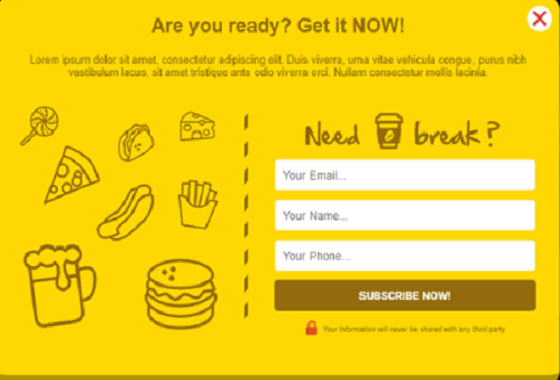 Are you ready? Get it NOW!
Lorem ipsum dolor sit amet, consectetur adipiscing elit. Duis viverra, urna vitae vehicula congue, purus nibh
vestibulum lacus, sit amet tristique ante odio viverra orci. Nullam consectetur mollis lacinia.
Need break?
Your Email...
Your Name...
Your Phone...
SUBSCRIBE NOW!
Your Information will never be shared with any third party